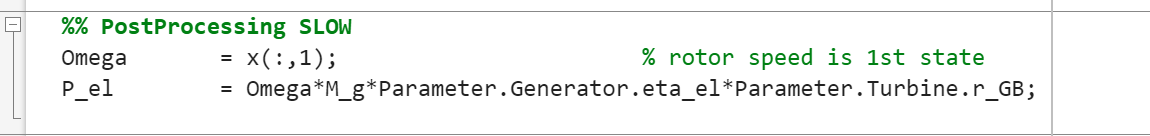 %% PostProcessing SLOW
Omega       = x(:,1);                    % rotor speed is 1st state
P_el        = Omega*M_g*Parameter.Generator.eta_el*Parameter.Turbine.r_GB;